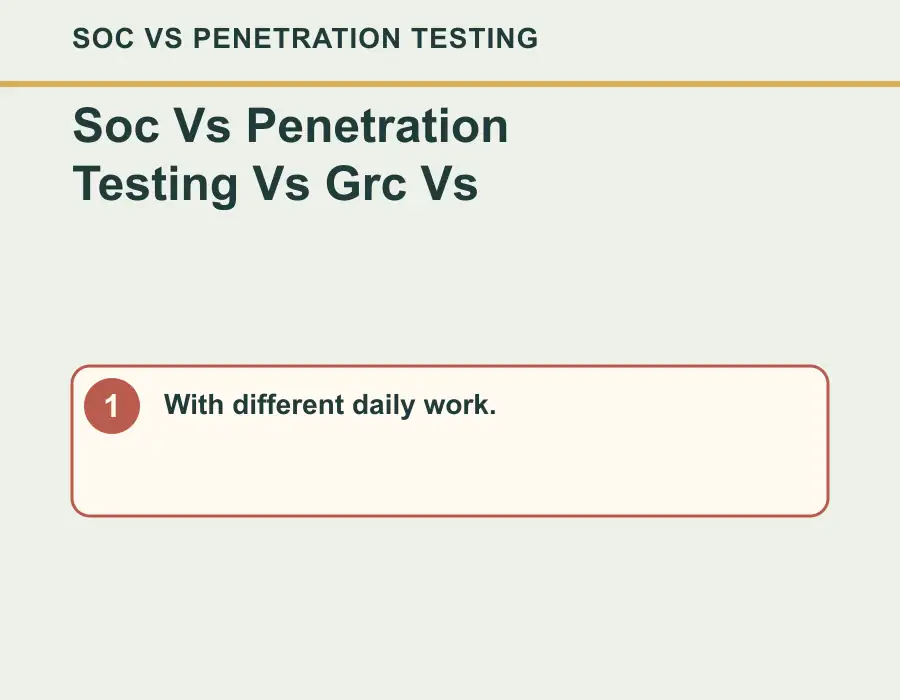 SOC VS PENETRATION TESTING
Soc Vs Penetration
Testing Vs Grc Vs
1 With different daily work.